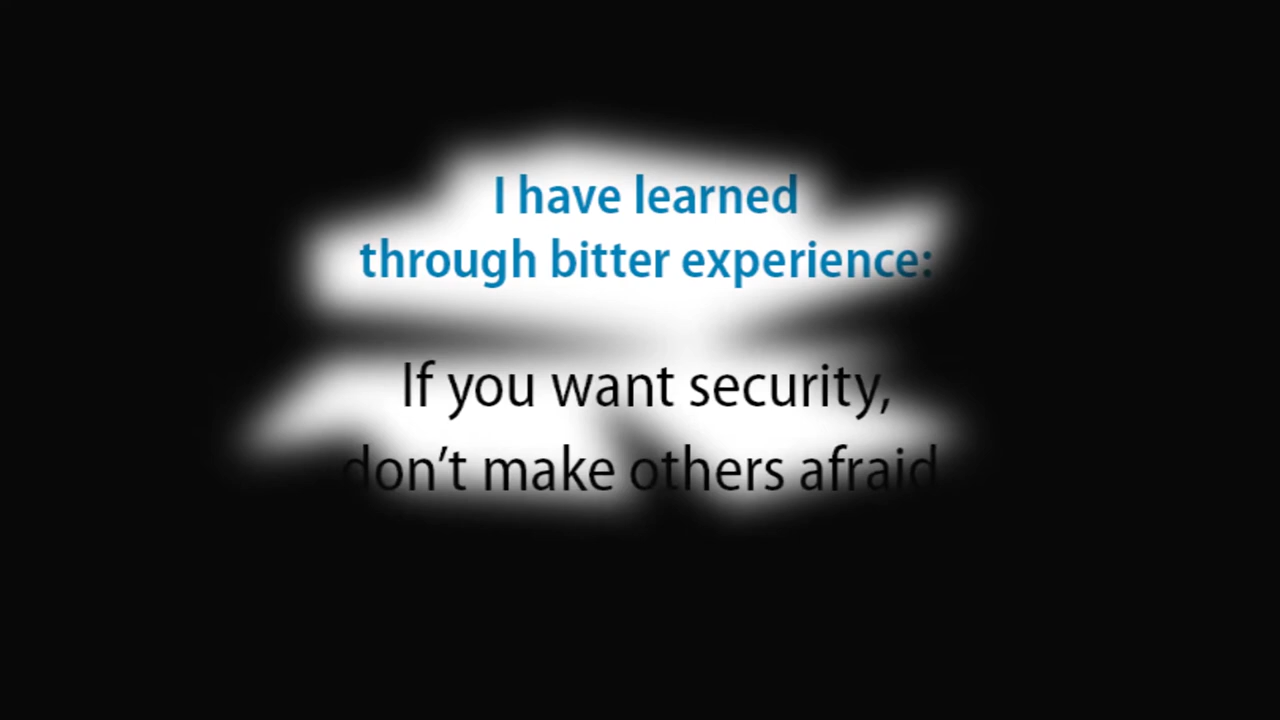 I have learned
through bitter experience:
If you want security,
don’t make others afraid